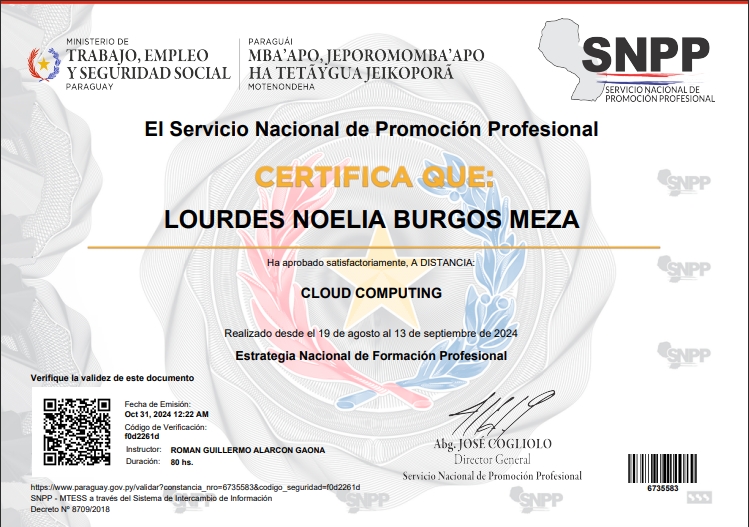 MINISTERIO DE
TRABAJO, EMPLEO
Y SEGURIDAD SOCIAL
PARAGUAY
PARAGUÁI
MBA'APO, JEPOROMOMBA'APO
HA TETÃYGUA JEIKOPORÃ
MOTENONDEHA
SNPP
SERVICIO NACIONAL DE
PROMOCIÓN PROFESIONAL
El Servicio Nacional de Promoción Profesional
CERTIFICA QUE:
LOURDES NOELIA BURGOS MEZA
Ha aprobado satisfactoriamente, A DISTANCIA:
CLOUD COMPUTING
Realizado desde el 19 de agosto al 13 de septiembre de 2024
Estrategia Nacional de Formación Profesional
SNPP
SNPP
SNPP
Verifique la validez de este documento
Fecha de Emisión:
Oct 31, 2024 12:22 AM
Código de Verificación:
f0d2261d
Instructor: ROMAN GUILLERMO ALARCON GAONA
Duración: 80 hs.
Abg. JOSÉ COGLIOLO
Director General
Servicio Nacional de Promoción Profesional
6735583
https://www.paraguay.gov.py/validar?constancia_nro=6735583&codigo_seguridad=f0d2261d
SNPP - MTESS a través del Sistema de Intercambio de Información
Decreto Nº 8709/2018
SNPP
SNPP
SNPP